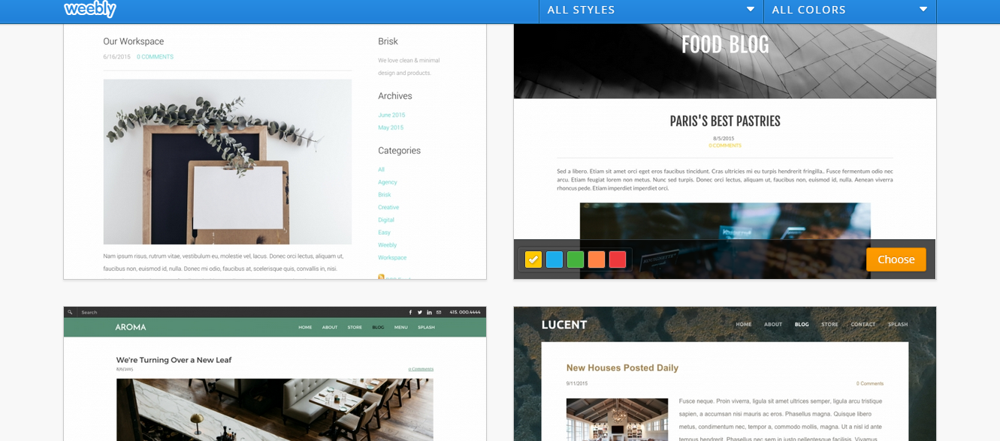 weebly
ALL STYLES
ALL COLORS
Our Workspace
6/16/2015 0 COMMENTS
Nam ipsum risus, rutrum vitae, vestibulum eu, molestie vel, lacus. Donec orci lectus, aliquam ut,
faucibus non, euismod id, nulla. Donec mi odio, faucibus at, scelerisque quis, convallis in, nisi.
Brisk
We love clean & minimal
design and products.
Archives
June 2015
May 2015
Categories
All
Agency
Brisk
Creative
Digital
Easy
Weebly
Workspace
FOOD BLOG
PARIS'S BEST PASTRIES
8/5/2015
0 COMMENTS
Sed a libero. Etiam sit amet orci eget eros faucibus tincidunt. Cras ultricies mi eu turpis hendrerit fringilla.. Fusce fermentum odio nec
arcu. Etiam feugiat lorem non metus. Nunc sed turpis. Donec orci lectus, aliquam ut, faucibus non, euismod id, nulla. Aenean viverra
rhoncus pede. Etiam imperdiet imperdiet orci.
Choose
Search
415.000.4444
AROMA
HOME ABOUT STORE BLOG MENU SPLASH
We're Turning Over a New Leaf
0 Comments
LUCENT
HOME ABOUT BLOG STORE CONTACT SPLASH
New Houses Posted Daily
9/11/2015
0 Comments
Fusce neque. Proin viverra, ligula sit amet ultrices semper, ligula arcu tristique
sapien, a accumsan nisi mauris ac eros. Phasellus magna. Quisque libero
metus, condimentum nec, tempor a, commodo mollis, magna. Ut a nisl id ante
tempus hendrerit. Phasellus nec sem in justo pellentesque facilisis. Vivamus